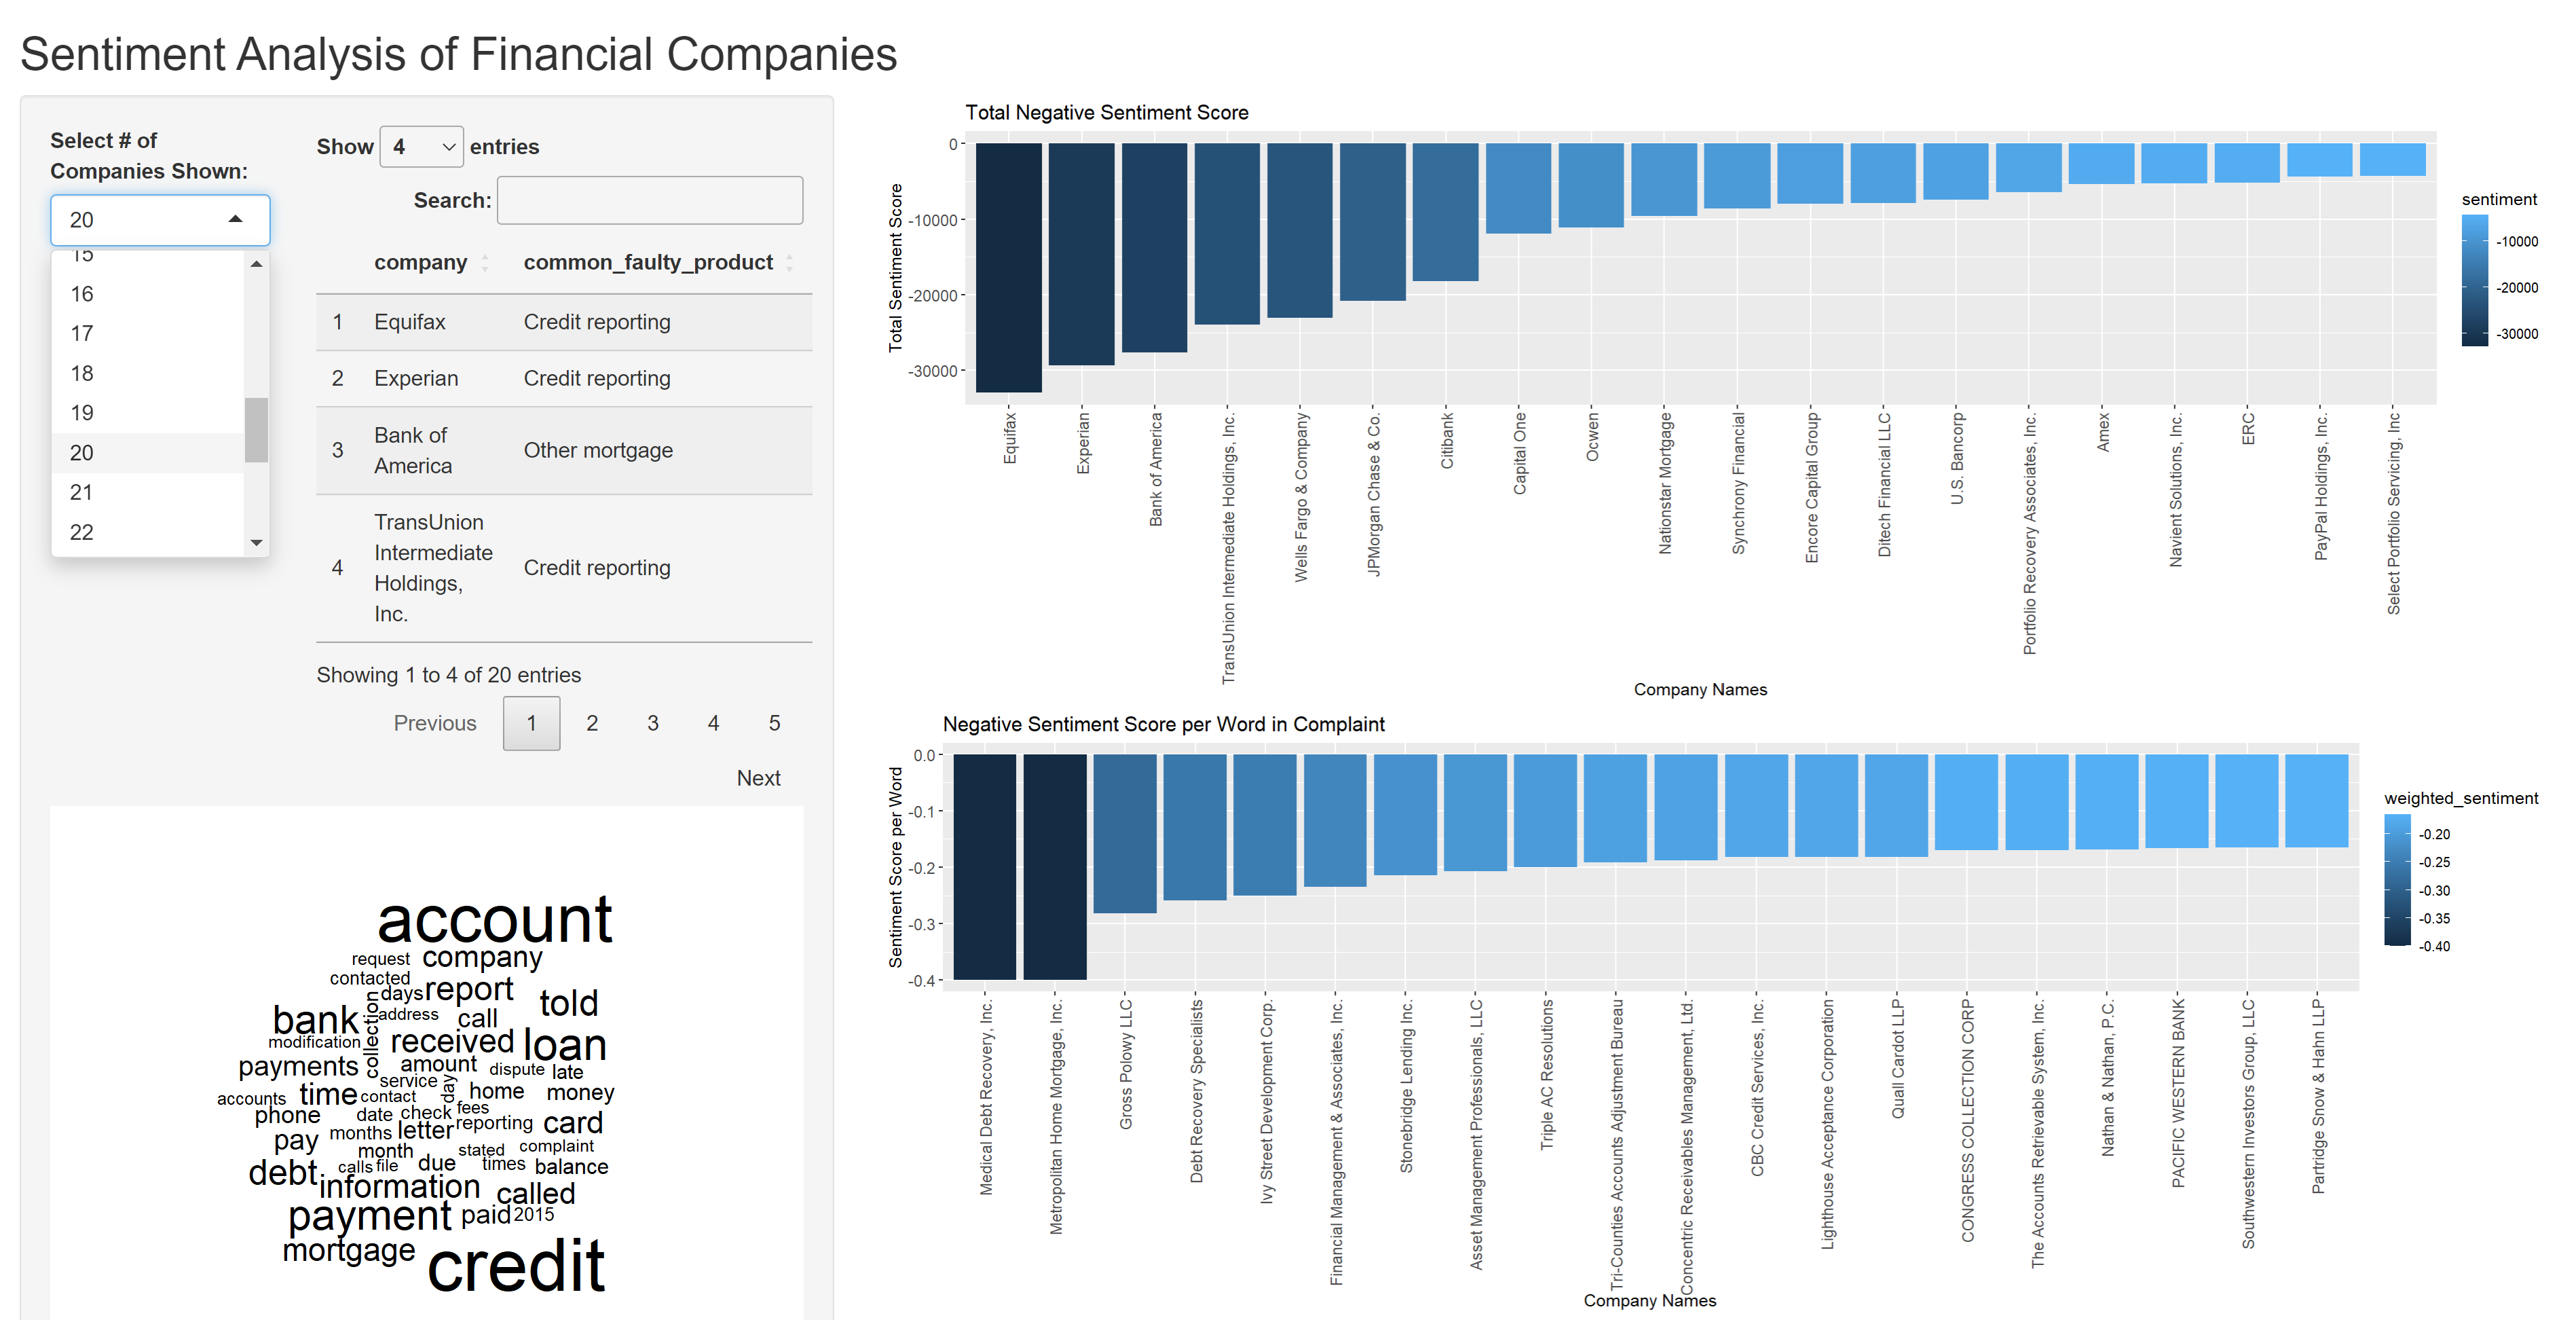 Sentiment Analysis of Financial Companies
Select # of
Companies Shown:
20
15
16
17
18
19
20
21
22
Show 4 entries
Search:
company common_faulty_product
1 Equifax Credit reporting
2 Experian Credit reporting
3 Bank of America Other mortgage
4 TransUnion Intermediate Holdings, Inc. Credit reporting
Showing 1 to 4 of 20 entries
Previous 1 2 3 4 5
Next
account
request company
contacted
days report
told
collection
bank address call
modification received loan
payments amount dispute late
service day home money
accounts time contact
phone date check fees
reporting card
pay months letter
month stated complaint
calls file due times balance
debt information called
payment paid 2015
mortgage credit
Total Negative Sentiment Score
Total Sentiment Score
0
-10000
-20000
-30000
Equifax
Experian
Bank of America
TransUnion Intermediate Holdings, Inc.
Wells Fargo & Company
JPMorgan Chase & Co.
Citibank
Capital One
Ocwen
Nationstar Mortgage
Synchrony Financial
Encore Capital Group
Ditech Financial LLC
U.S. Bancorp
Portfolio Recovery Associates, Inc.
Amex
Navient Solutions, Inc.
ERC
PayPal Holdings, Inc.
Select Portfolio Servicing, Inc
Company Names
sentiment
-10000
-20000
-30000
Negative Sentiment Score per Word in Complaint
Sentiment Score per Word
0.0
-0.1
-0.2
-0.3
-0.4
Medical Debt Recovery, Inc.
Metropolitan Home Mortgage, Inc.
Gross Polowy LLC
Debt Recovery Specialists
Ivy Street Development Corp.
Financial Management & Associates, Inc.
Stonebridge Lending Inc.
Asset Management Professionals, LLC
Triple AC Resolutions
Tri-Counties Accounts Adjustment Bureau
Concentric Receivables Management, Ltd.
CBC Credit Services, Inc.
Lighthouse Acceptance Corporation
Quall Cardot LLP
CONGRESS COLLECTION CORP
The Accounts Retrievable System, Inc.
Nathan & Nathan, P.C.
PACIFIC WESTERN BANK
Southwestern Investors Group, LLC
Partridge Snow & Hahn LLP
Company Names
weighted_sentiment
-0.20
-0.25
-0.30
-0.35
-0.40